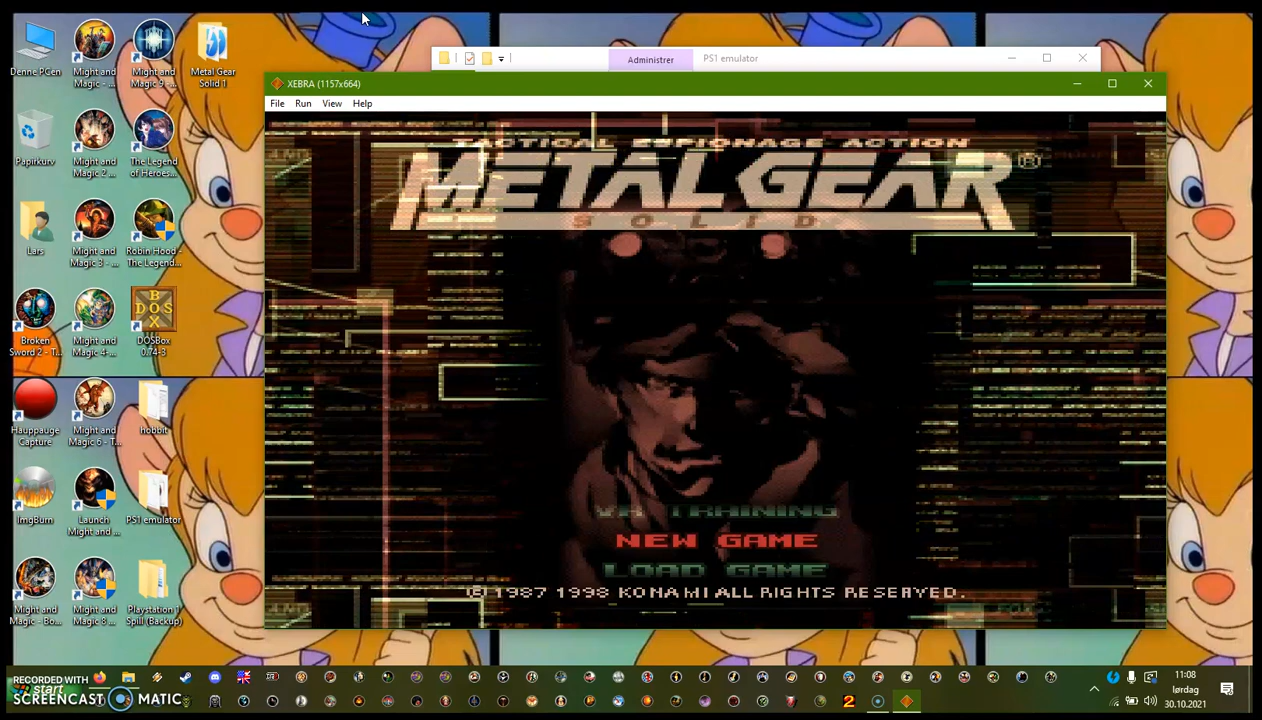 Denne PCen
Might and
Magic - ...
Might and
Magic 9 -...
Metal Gear
Solid 1
Papirkurv
Might and
Magic 2 ...
The Legend
of Heroes...
Lars
Might and
Magic 3 - ...
Robin Hood -
The Legend...
Broken
Sword 2 - T...
Might and
Magic 4-...
DOSBox
0.74-3
Hauppauge
Capture
Might and
Magic 6 - T...
hobbit
ImgBurn
Launch
Might and ...
PS1 emulator
Might and
Magic - Bo...
Might and
Magic 8 ...
Playstation 1
Spill (Backup)
Administrer
PS1 emulator
XEBRA (1157x664)
File Run View Help
TACTICAL ESPIONAGE ACTION
METAL GEAR ®
SOLID
VR TRAINING
NEW GAME
LOAD GAME
© 1987 1998 KONAMI ALL RIGHTS RESERVED.
RECORDED WITH
start
SCREENCAST MATIC
11:08
lørdag
30.10.2021